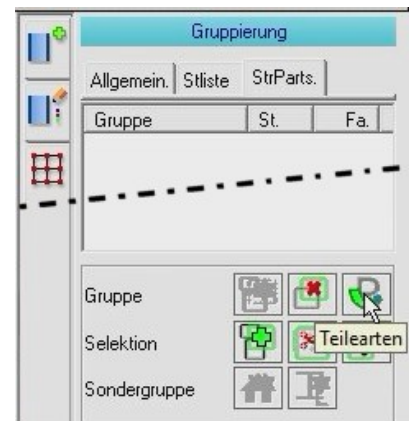 Gruppierung
Allgemein. Stliste StrParts.
Gruppe St. Fa.
Gruppe
Selektion
Teilearten
Sondergruppe